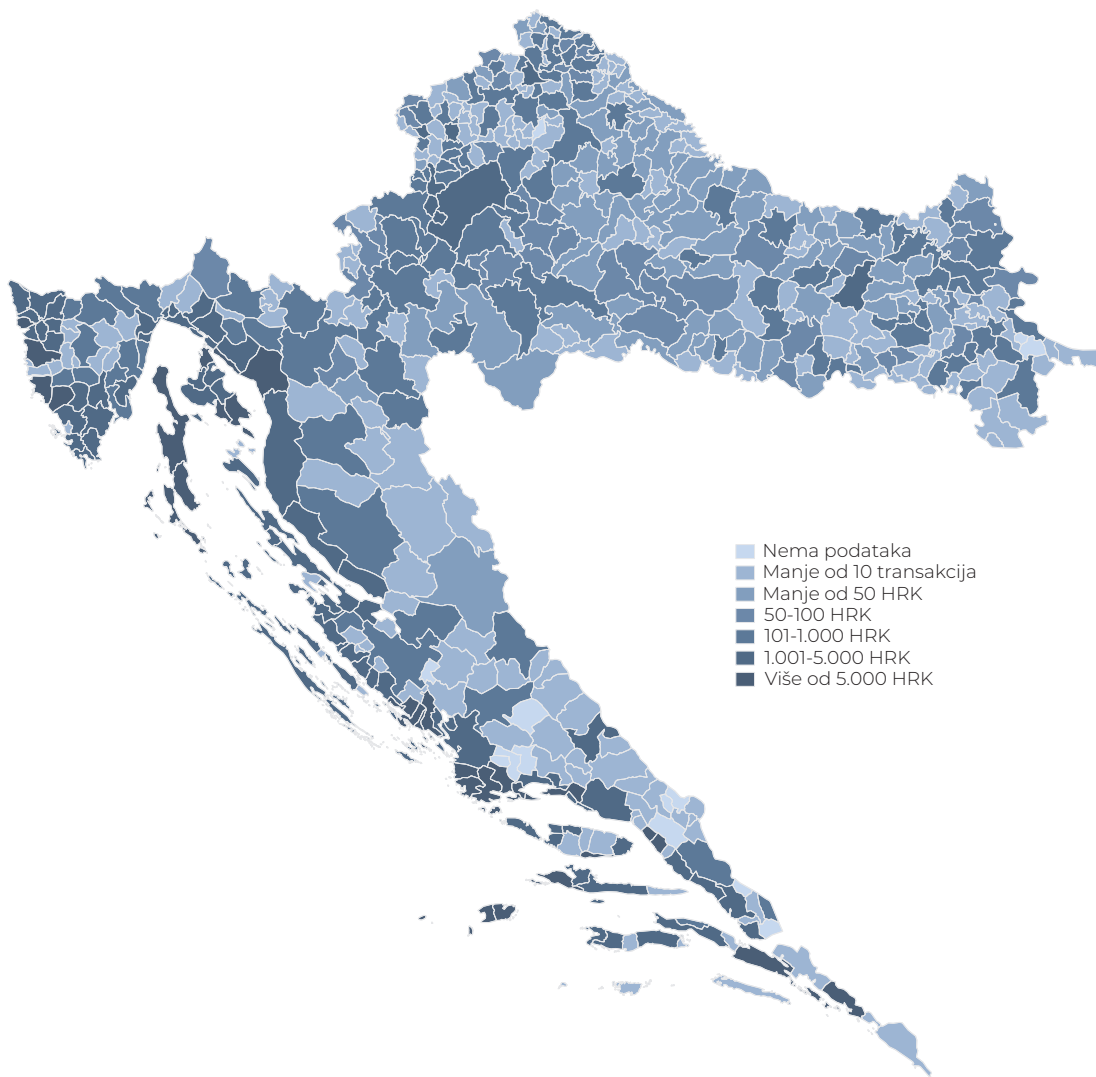 Nema podataka
Manje od 10 transakcija
Manje od 50 HRK
50-100 HRK
101-1.000 HRK
1.001-5.000 HRK
Više od 5.000 HRK